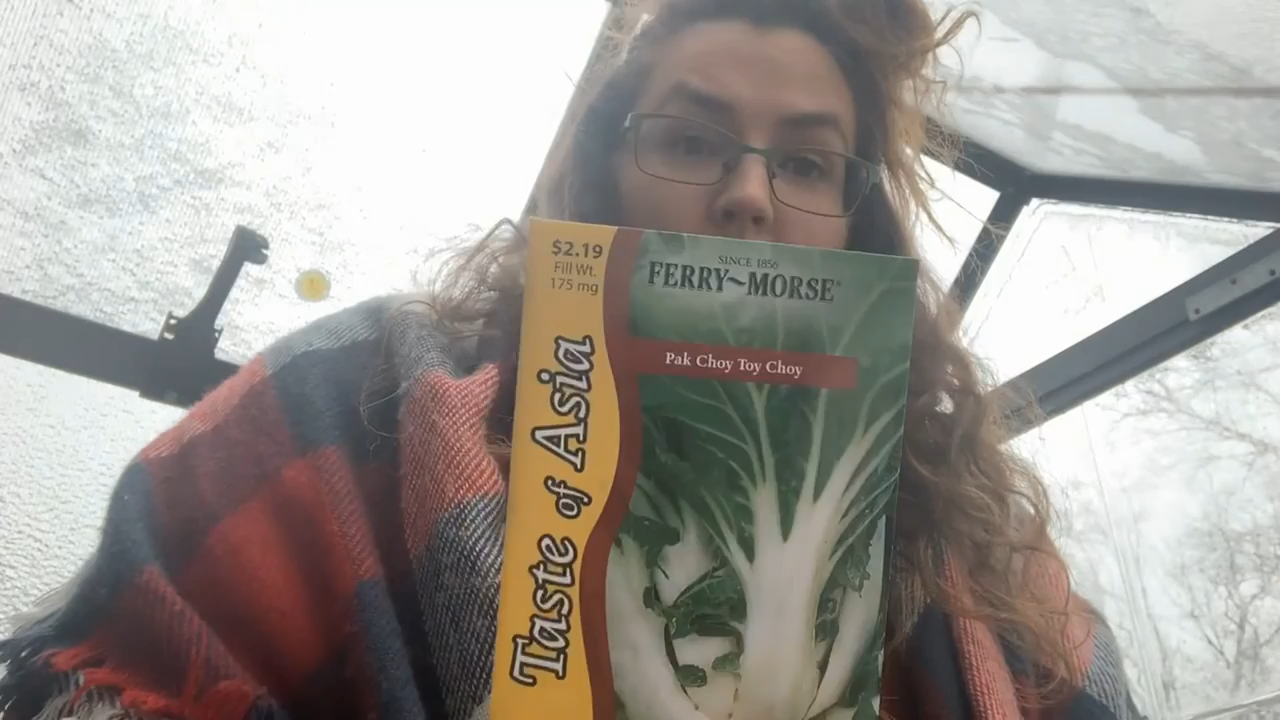 $2.19
Fill Wt.
175 mg
SINCE 1856
FERRY~MORSE®
Pak Choy Toy Choy
Taste of Asia